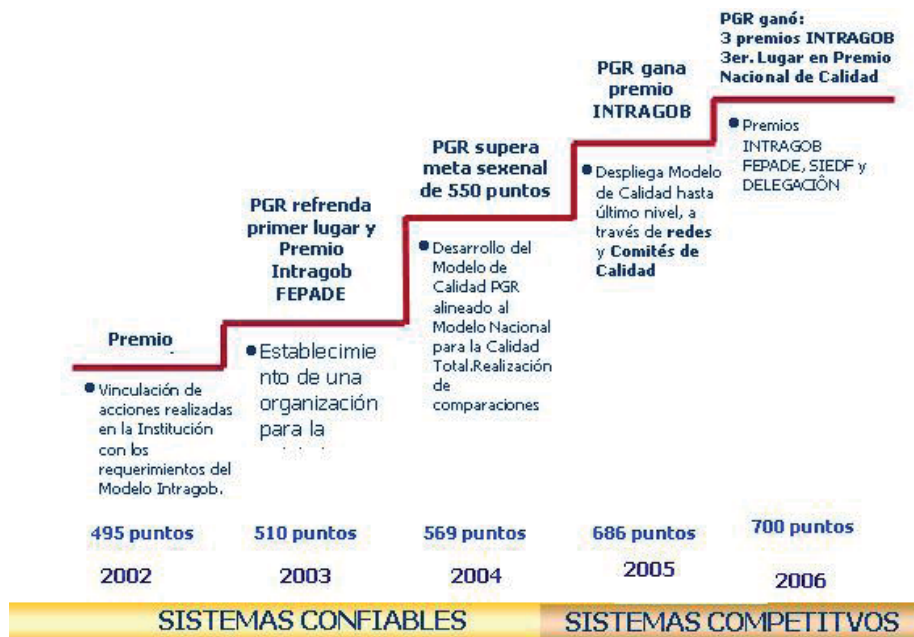 Premio
Vinculación de
acciones realizadas
en la Institución
con los
requerimientos del
Modelo Intragob.
495 puntos
2002
PGR refrenda
primer lugar y
Premio
Intragob
FEPADE
Establecimie
nto de una
organización
para la
510 puntos
2003
PGR supera
meta sexenal
de 550 puntos
Desarrollo del
Modelo de
Calidad PGR
alineado al
Modelo Nacional
para la Calidad
Total.Realización
de
comparaciones
569 puntos
2004
PGR gana
premio
INTRAGOB
Despliega Modelo
de Calidad hasta
último nivel, a
través de redes
y Comités de
Calidad
686 puntos
2005
PGR ganó:
3 premios INTRAGOB
3er. Lugar en Premio
Nacional de Calidad
Premios
INTRAGOB
FEPADE, SIEDF y
DELEGACIÓN
700 puntos
2006
SISTEMAS CONFIABLES
SISTEMAS COMPETITVOS